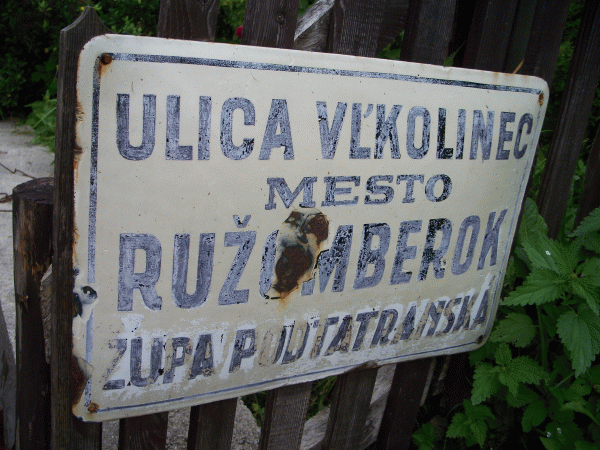 ULICA VĽKOLINEC
MESTO
RUŽOMBEROK
ŽUPA PODTATRANSKÁ